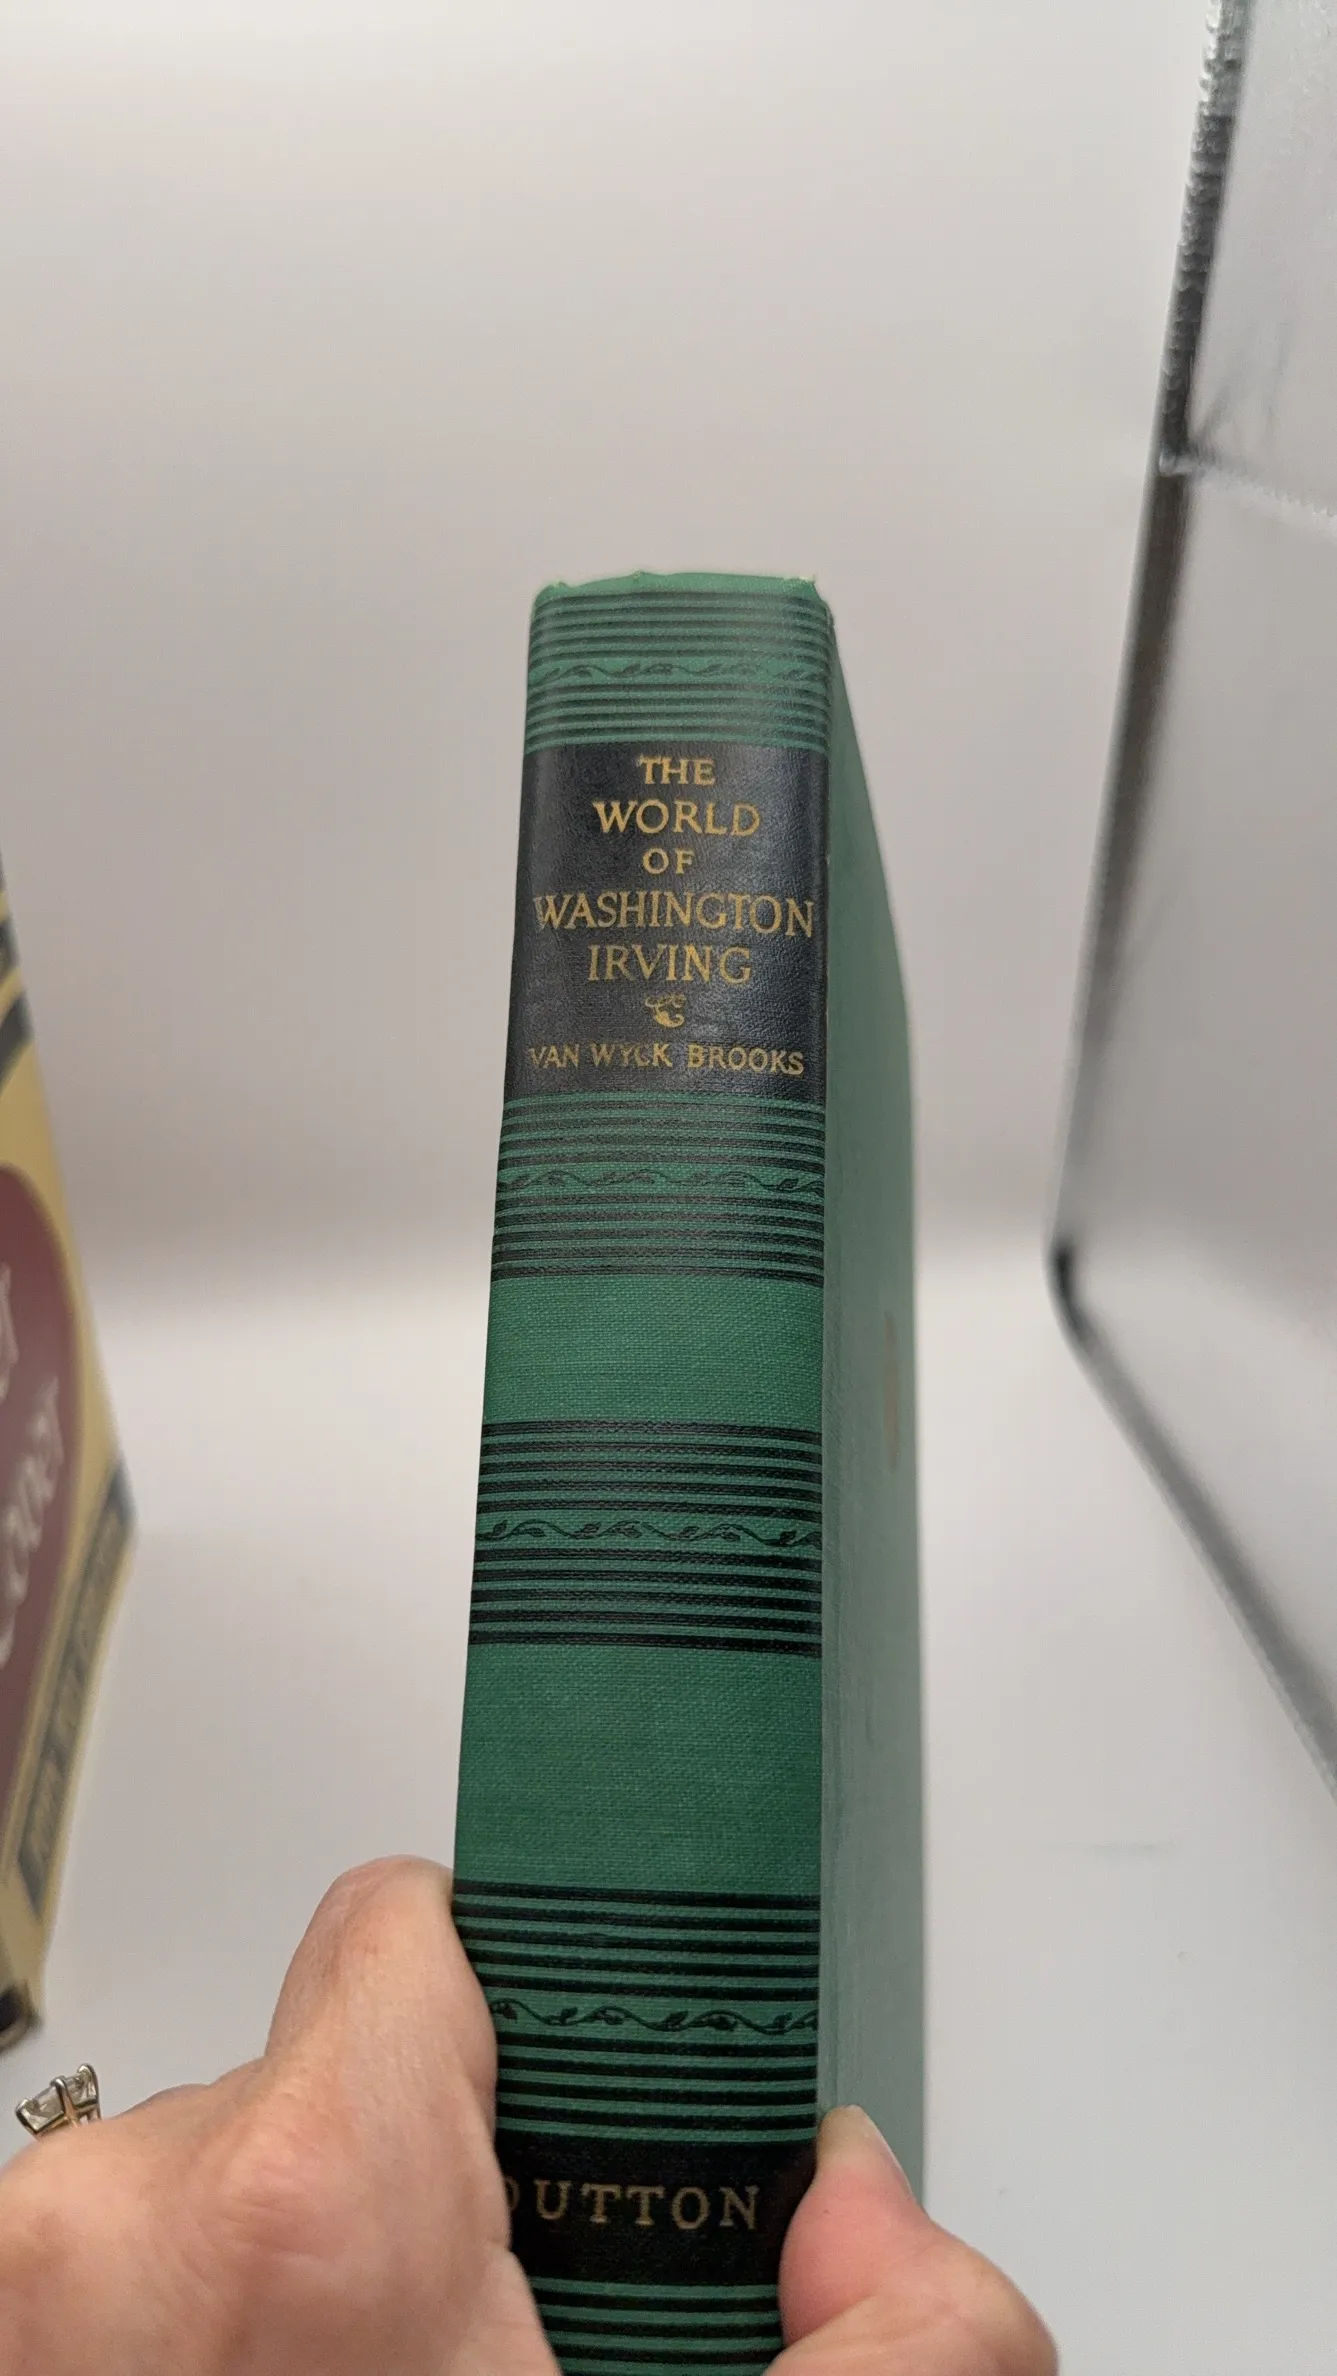 THE
WORLD
OF
WASHINGTON
IRVING
VAN WYCK BROOKS
DUTTON